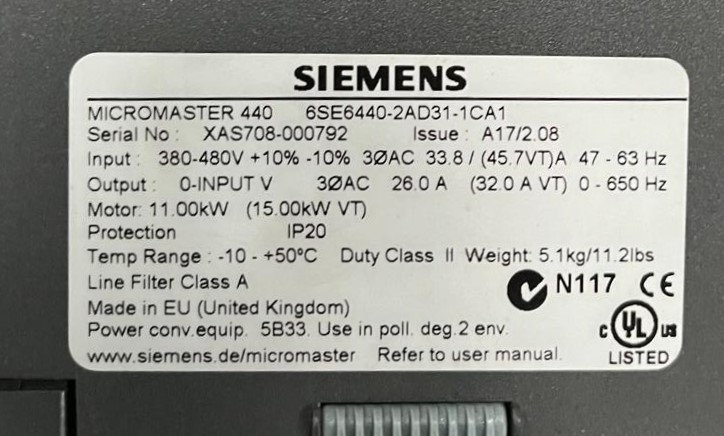 SIEMENS
MICROMASTER 440 6SE6440-2AD31-1CA1
Serial No : XAS708-000792 Issue : A17/2.08
Input : 380-480V +10% -10% 3ØAC 33.8 / (45.7VT)A 47 - 63 Hz
Output : 0-INPUT V 3ØAC 26.0 A (32.0 A VT) 0 - 650 Hz
Motor: 11.00kW (15.00kW VT)
Protection IP20
Temp Range : -10 - +50°C Duty Class II Weight: 5.1kg/11.2lbs
Line Filter Class A N117 CE
Made in EU (United Kingdom)
Power conv.equip. 5B33. Use in poll. deg.2 env. c UL us
www.siemens.de/micromaster Refer to user manual. LISTED